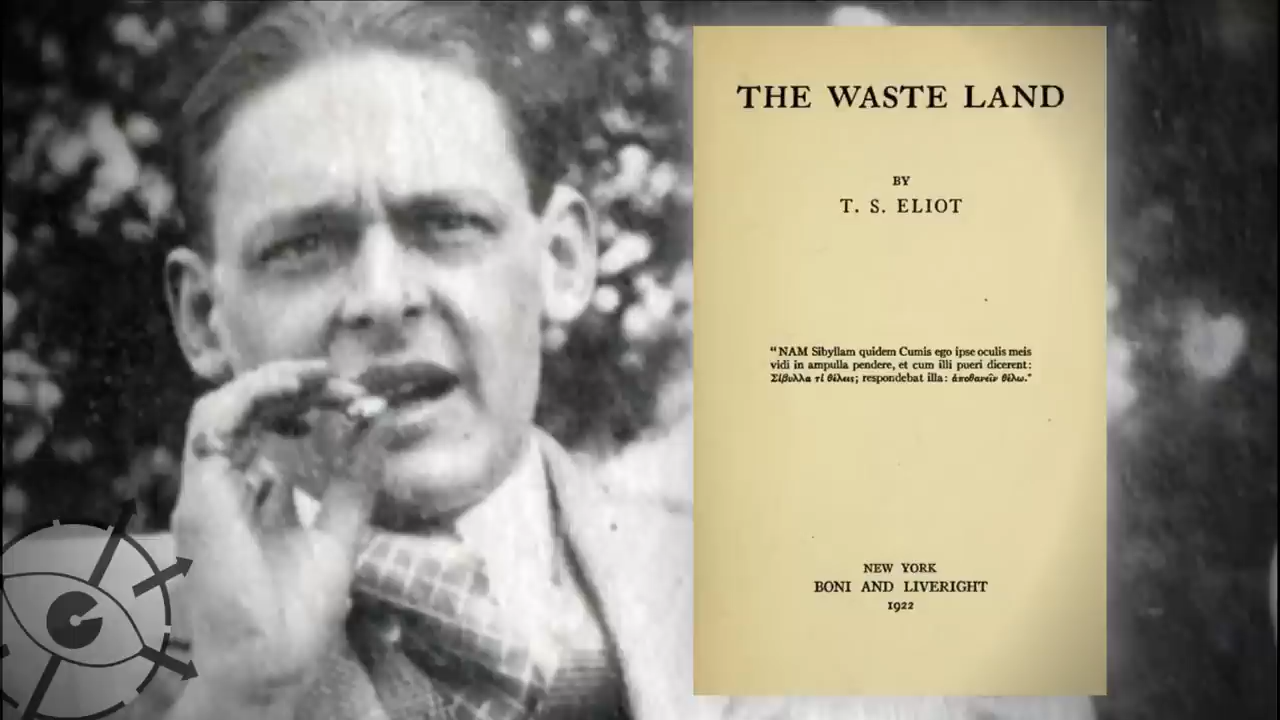 THE WASTE LAND
BY
T. S. ELIOT
“NAM Sibyllam quidem Cumis ego ipse oculis meis
vidi in ampulla pendere, et cum illi pueri dicerent:
Σίβυλλα τί θέλεις; respondebat illa: ἀποθανεῖν θέλω.”
NEW YORK
BONI AND LIVERIGHT
1922